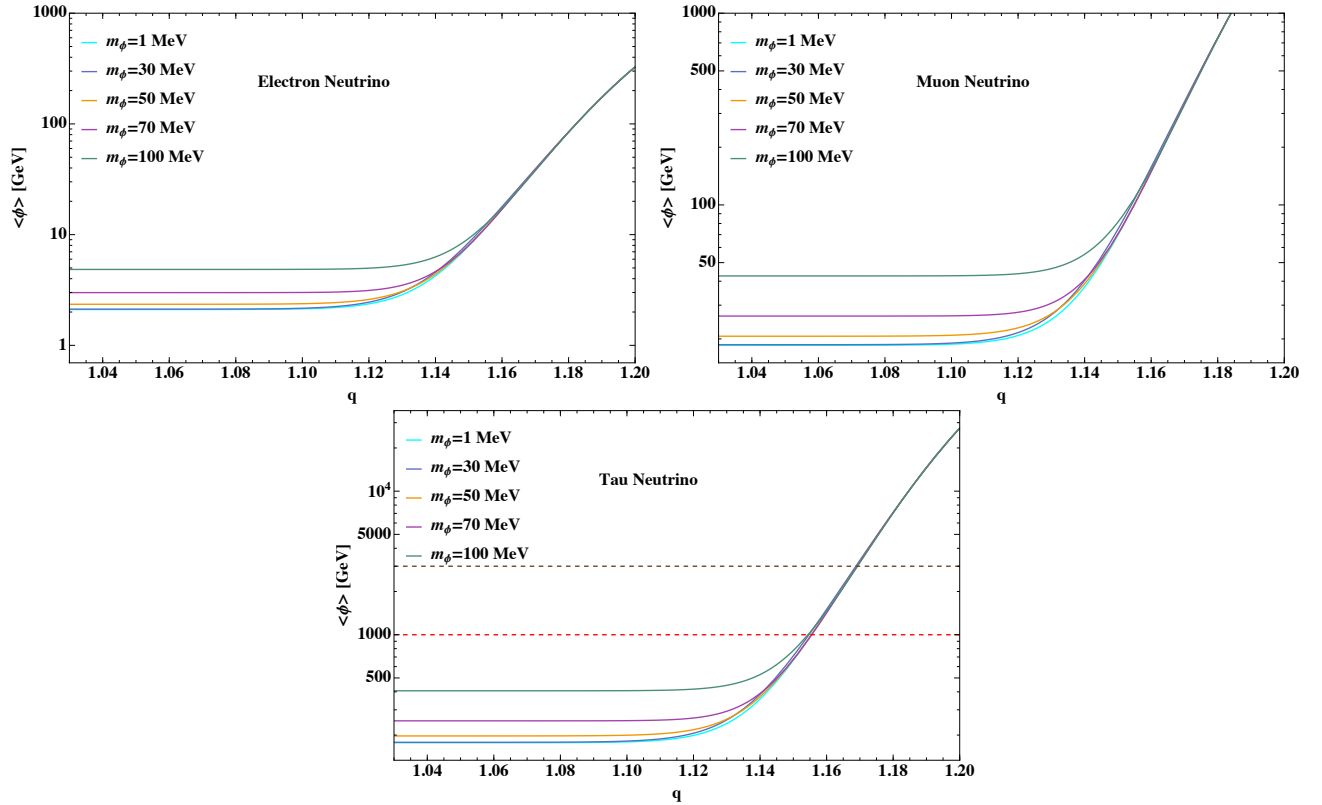 1000
100
10
1
<ϕ> [GeV]
m_ϕ=1 MeV
m_ϕ=30 MeV
m_ϕ=50 MeV
m_ϕ=70 MeV
m_ϕ=100 MeV
Electron Neutrino
1.04 1.06 1.08 1.10 1.12 1.14 1.16 1.18 1.20
q
1000
500
100
50
<ϕ> [GeV]
m_ϕ=1 MeV
m_ϕ=30 MeV
m_ϕ=50 MeV
m_ϕ=70 MeV
m_ϕ=100 MeV
Muon Neutrino
1.04 1.06 1.08 1.10 1.12 1.14 1.16 1.18 1.20
q
10⁴
5000
1000
500
<ϕ> [GeV]
m_ϕ=1 MeV
m_ϕ=30 MeV
m_ϕ=50 MeV
m_ϕ=70 MeV
m_ϕ=100 MeV
Tau Neutrino
1.04 1.06 1.08 1.10 1.12 1.14 1.16 1.18 1.20
q